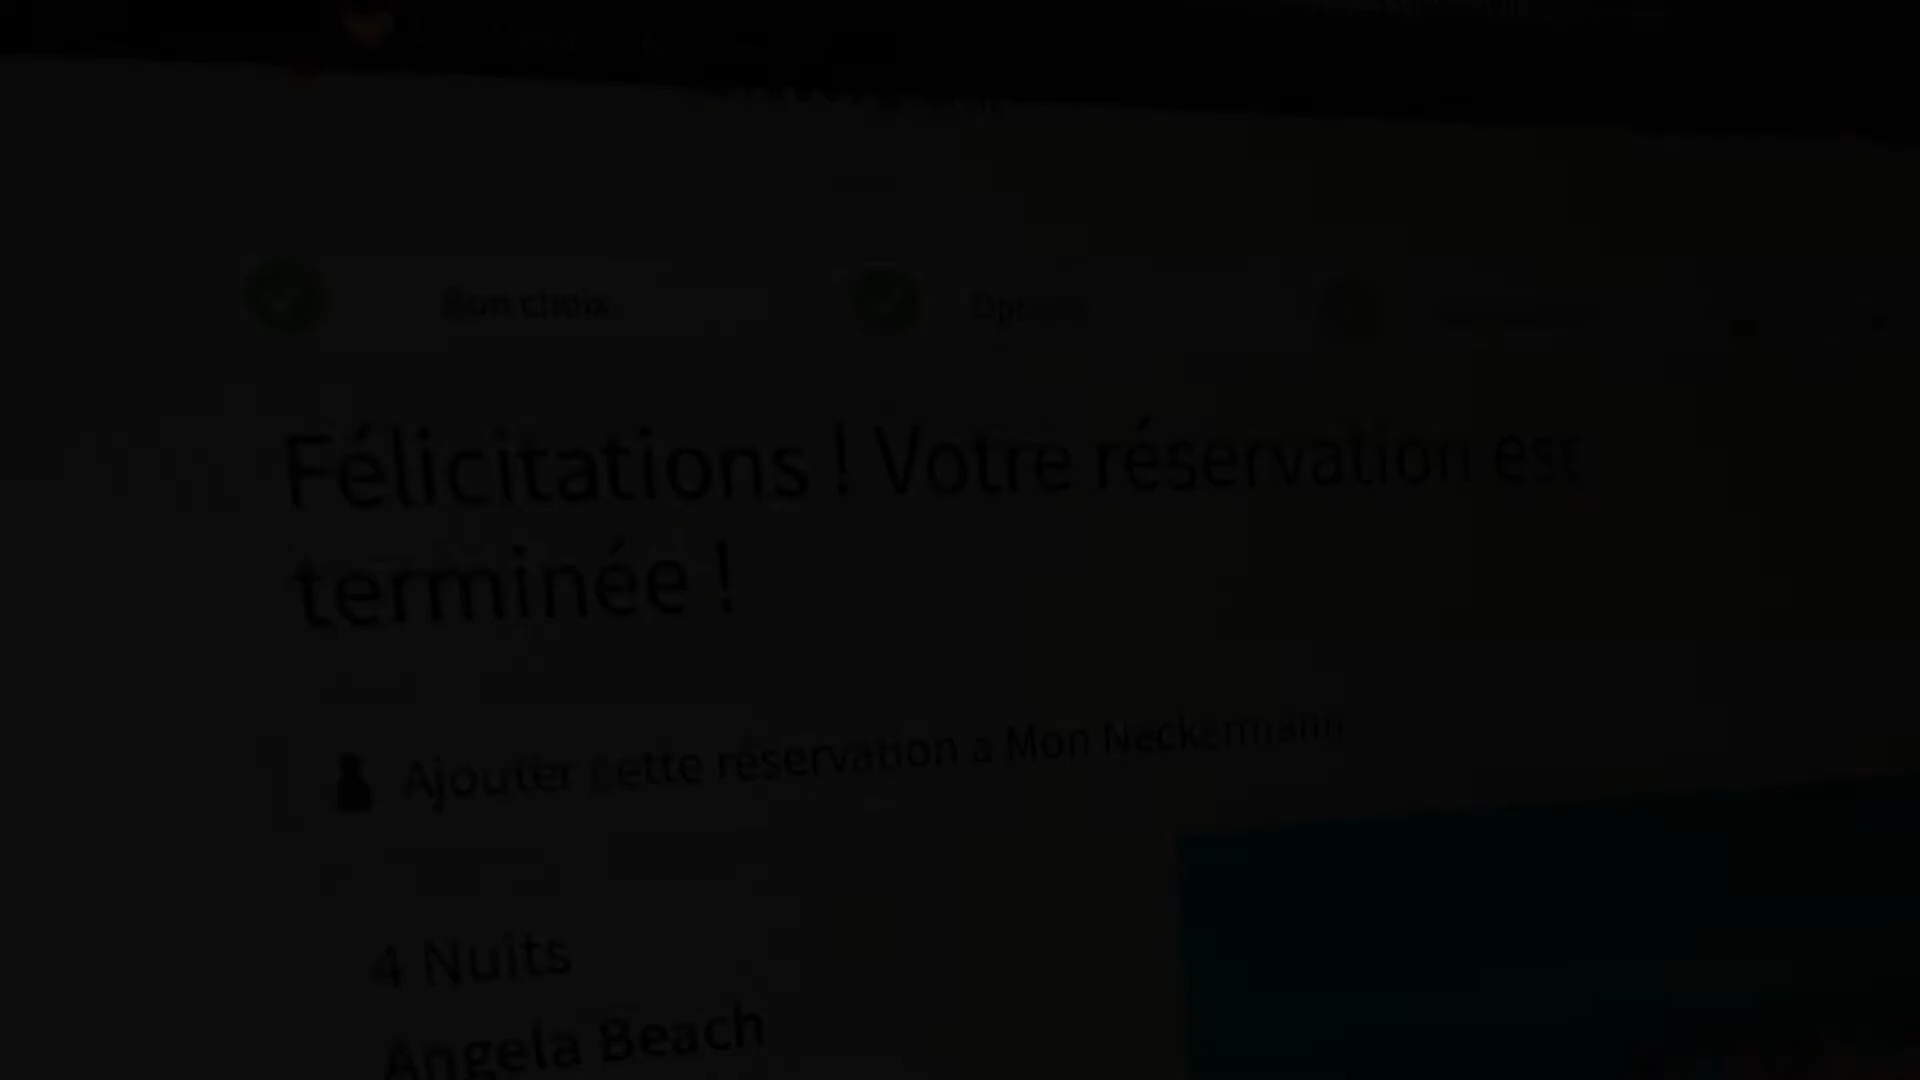 Bon choix
Options
Félicitations ! Votre réservation est
terminée !
Ajouter cette réservation à Mon Neckermann
4 Nuits
Angela Beach